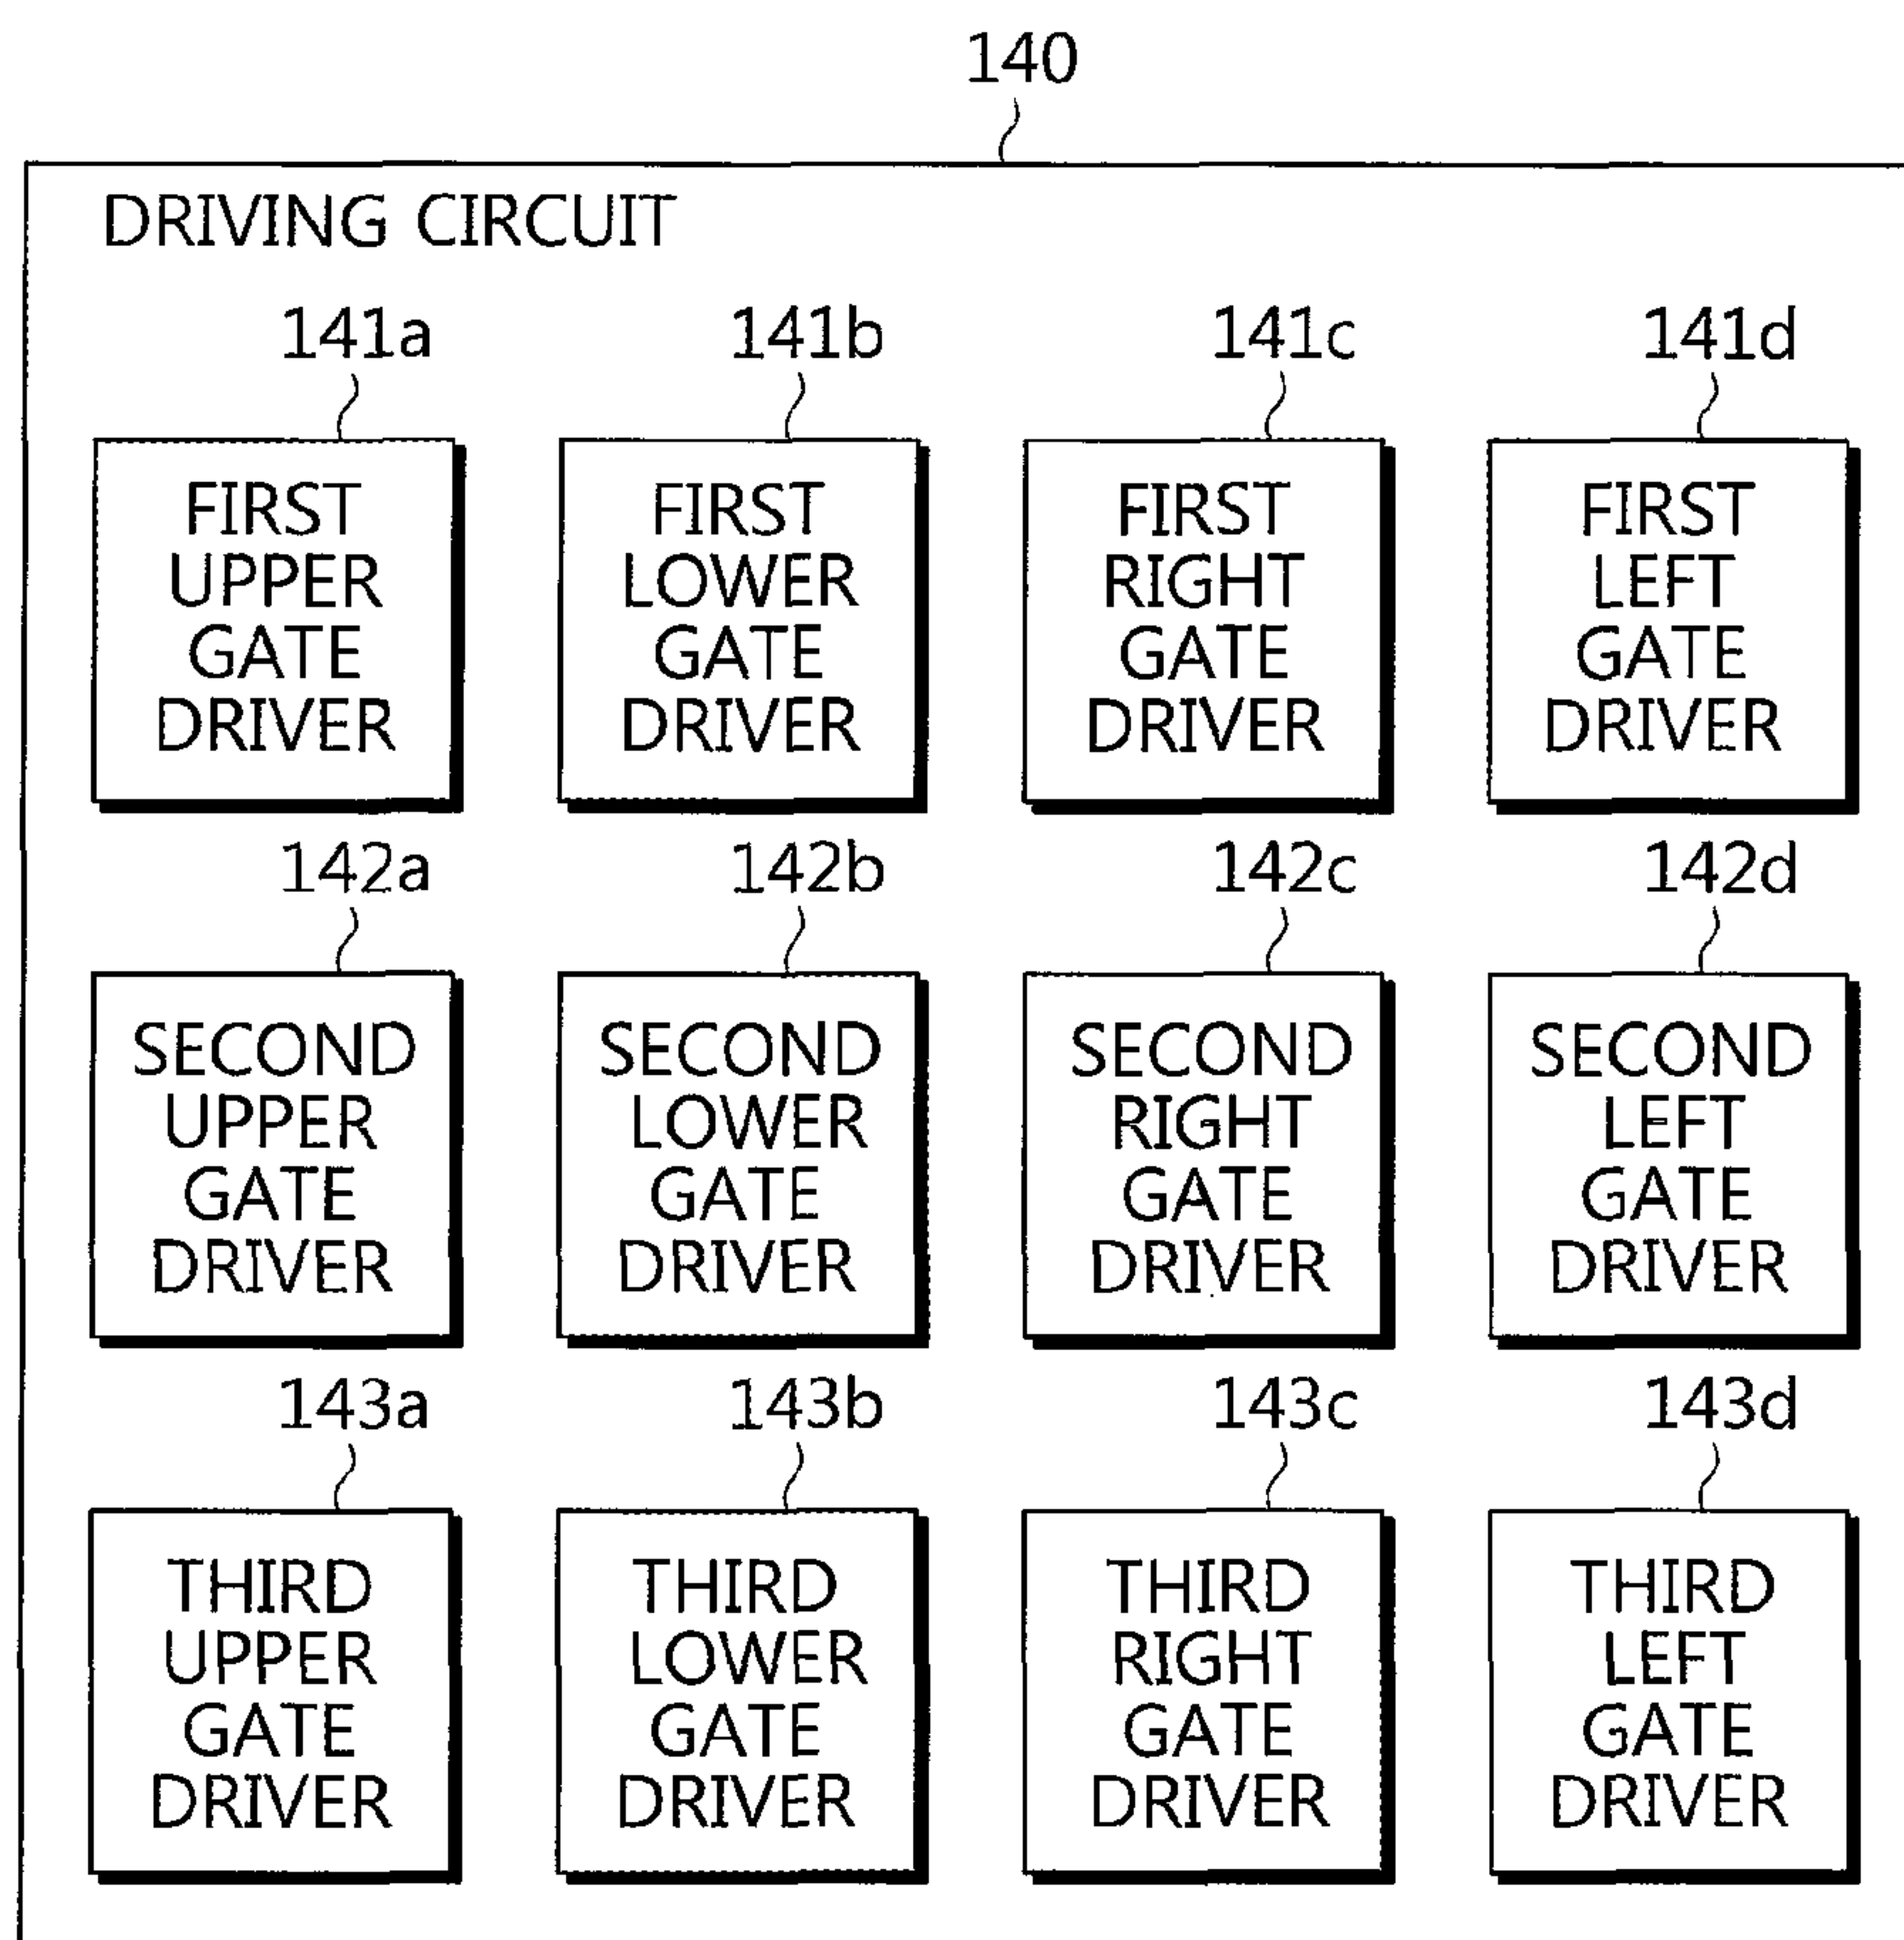 140
DRIVING CIRCUIT
141a
141b
141c
141d
FIRST
UPPER
GATE
DRIVER
FIRST
LOWER
GATE
DRIVER
FIRST
RIGHT
GATE
DRIVER
FIRST
LEFT
GATE
DRIVER
142a
142b
142c
142d
SECOND
UPPER
GATE
DRIVER
SECOND
LOWER
GATE
DRIVER
SECOND
RIGHT
GATE
DRIVER
SECOND
LEFT
GATE
DRIVER
143a
143b
143c
143d
THIRD
UPPER
GATE
DRIVER
THIRD
LOWER
GATE
DRIVER
THIRD
RIGHT
GATE
DRIVER
THIRD
LEFT
GATE
DRIVER